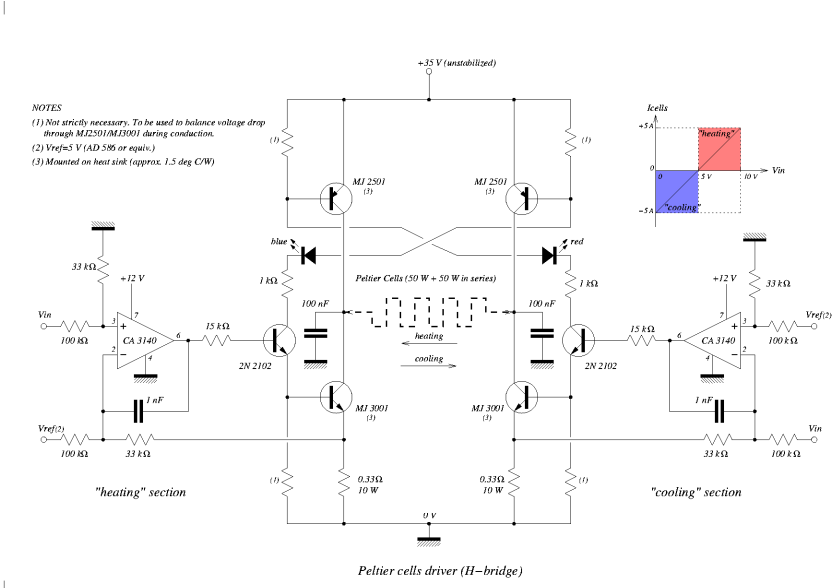 +35 V (unstabilized)
NOTES
(1) Not strictly necessary. To be used to balance voltage drop
through MJ2501/MJ3001 during conduction.
(2) Vref=5 V (AD 586 or equiv.)
(3) Mounted on heat sink (approx. 1.5 deg C/W)
(1)
(1)
Icells
+5 A
"heating"
0
0
5 V
10 V
Vin
"cooling"
−5 A
MJ 2501
(3)
MJ 2501
(3)
blue
red
33 kΩ
+12 V
1 kΩ
Peltier Cells (50 W + 50 W in series)
1 kΩ
+12 V
33 kΩ
100 nF
100 nF
Vin
100 kΩ
3
+
7
CA 3140
6
2
−
4
15 kΩ
2N 2102
heating
cooling
2N 2102
15 kΩ
7
3
+
CA 3140
6
2
−
4
Vref(2)
100 kΩ
1 nF
MJ 3001
(3)
MJ 3001
(3)
1 nF
Vref(2)
100 kΩ
33 kΩ
33 kΩ
Vin
100 kΩ
"heating" section
(1)
0.33Ω
10 W
0.33Ω
10 W
(1)
"cooling" section
0 V
Peltier cells driver (H−bridge)